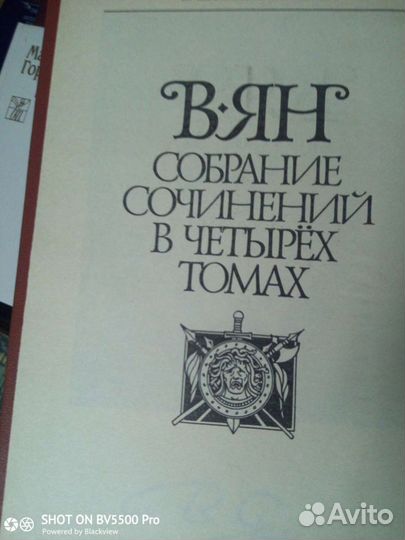 В·ЯН
СОБРАНИЕ
СОЧИНЕНИЙ
В ЧЕТЫРЁХ
ТОМАХ
SHOT ON BV5500 Pro
Powered by Blackview
Avito